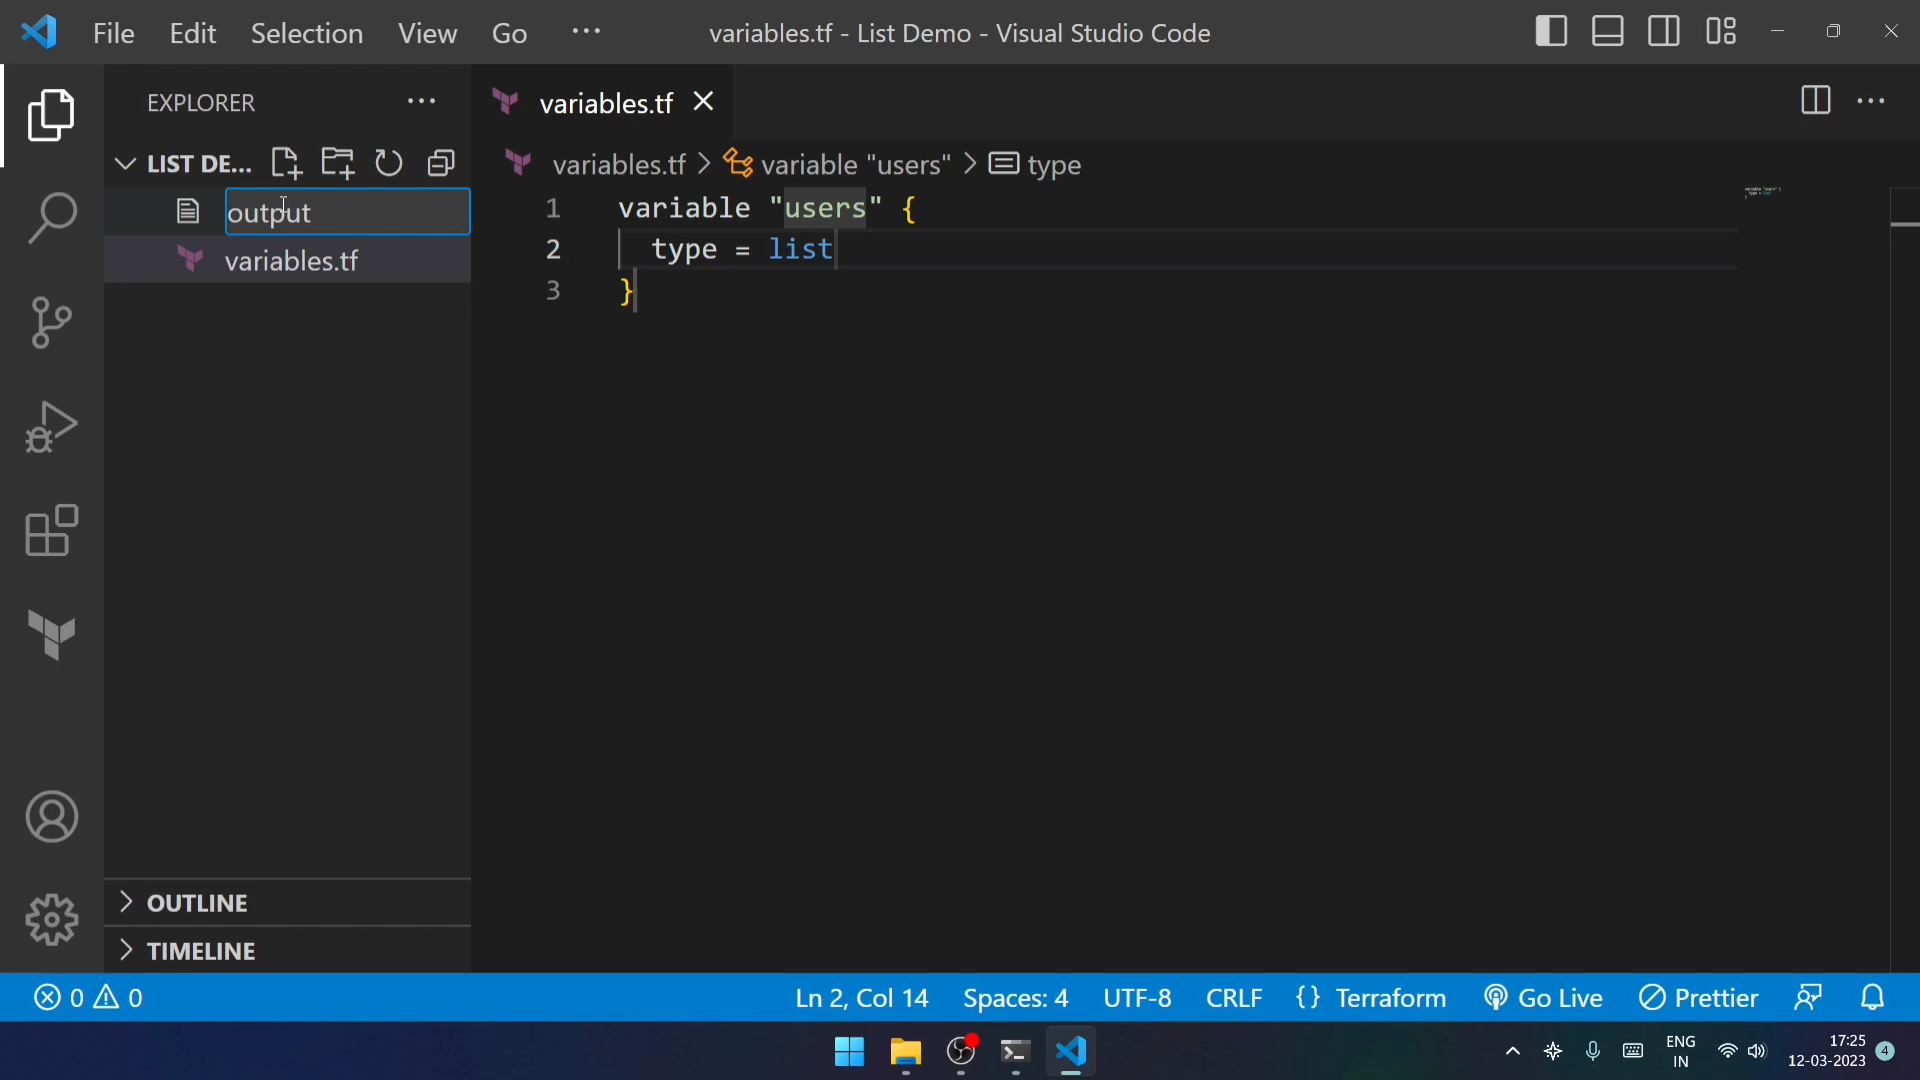 File Edit Selection View Go ··· variables.tf - List Demo - Visual Studio Code
EXPLORER ···
variables.tf
LIST DE...
variables.tf > variable "users" > type
output
variables.tf
1 variable "users" {
2 type = list
3 }
OUTLINE
TIMELINE
0 0 Ln 2, Col 14 Spaces: 4 UTF-8 CRLF {} Terraform Go Live Prettier
ENG
IN
17:25
12-03-2023
4